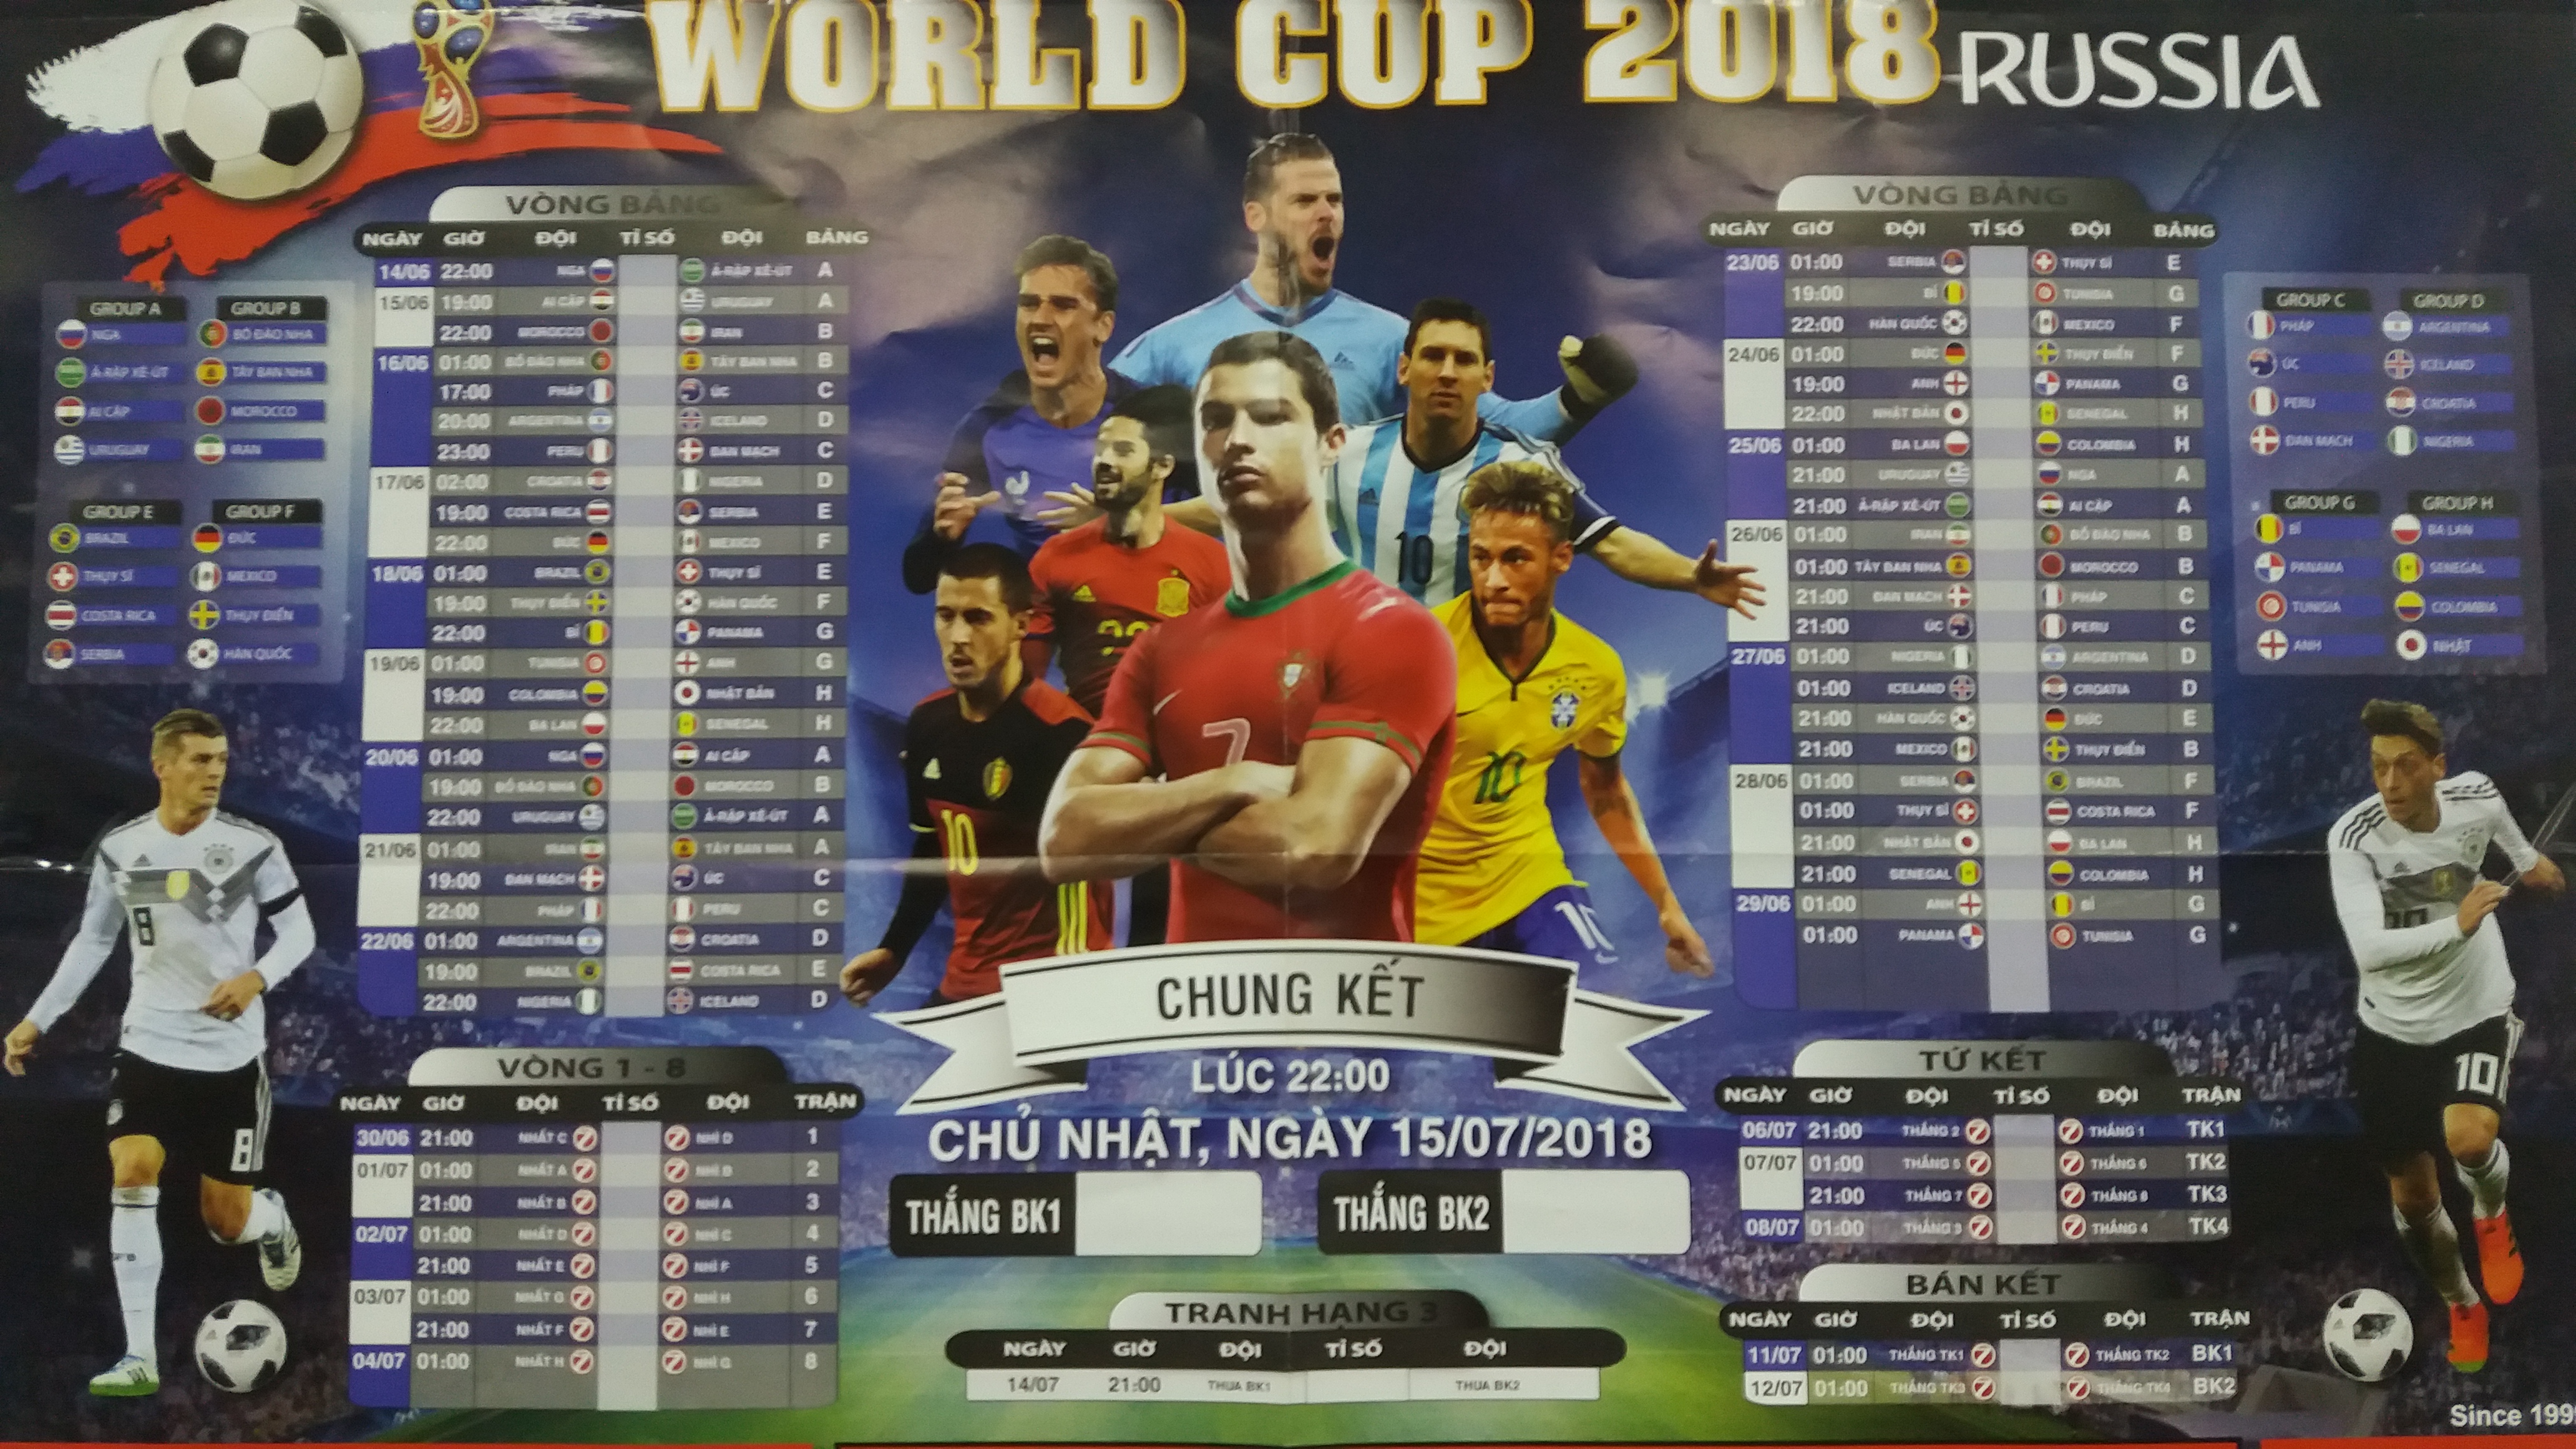 WORLD CUP 2018 RUSSIA
VÒNG BẢNG
NGÀY GIỜ ĐỘI TỈ SỐ ĐỘI BẢNG
14/06 22:00 NGA Ả-RẬP XÊ-ÚT A
15/06 19:00 AI CẬP URUGUAY A
22:00 MOROCCO IRAN B
16/06 01:00 BỒ ĐÀO NHA TÂY BAN NHA B
17:00 PHÁP ÚC C
20:00 ARGENTINA ICELAND D
23:00 PERU ĐAN MẠCH C
17/06 02:00 CROATIA NIGERIA D
19:00 COSTA RICA SERBIA E
22:00 ĐỨC MEXICO F
18/06 01:00 BRAZIL THỤY SĨ E
19:00 THỤY ĐIỂN HÀN QUỐC F
22:00 BỈ PANAMA G
19/06 01:00 TUNISIA ANH G
19:00 COLOMBIA NHẬT BẢN H
22:00 BA LAN SENEGAL H
20/06 01:00 NGA AI CẬP A
19:00 BỒ ĐÀO NHA MOROCCO B
22:00 URUGUAY Ả-RẬP XÊ-ÚT A
21/06 01:00 IRAN TÂY BAN NHA A
19:00 ĐAN MẠCH ÚC C
22:00 PHÁP PERU C
22/06 01:00 ARGENTINA CROATIA D
19:00 BRAZIL COSTA RICA E
22:00 NIGERIA ICELAND D
GROUP A GROUP B
NGA BỒ ĐÀO NHA
Ả-RẬP XÊ-ÚT TÂY BAN NHA
AI CẬP MOROCCO
URUGUAY IRAN
GROUP E GROUP F
BRAZIL ĐỨC
THỤY SĨ MEXICO
COSTA RICA THỤY ĐIỂN
SERBIA HÀN QUỐC
VÒNG BẢNG
NGÀY GIỜ ĐỘI TỈ SỐ ĐỘI BẢNG
23/06 01:00 SERBIA THỤY SĨ E
19:00 BỈ TUNISIA G
22:00 HÀN QUỐC MEXICO F
24/06 01:00 ĐỨC THỤY ĐIỂN F
19:00 ANH PANAMA G
22:00 NHẬT BẢN SENEGAL H
25/06 01:00 BA LAN COLOMBIA H
21:00 URUGUAY NGA A
21:00 Ả-RẬP XÊ-ÚT AI CẬP A
26/06 01:00 IRAN BỒ ĐÀO NHA B
01:00 TÂY BAN NHA MOROCCO B
21:00 ĐAN MẠCH PHÁP C
21:00 ÚC PERU C
27/06 01:00 NIGERIA ARGENTINA D
01:00 ICELAND CROATIA D
21:00 HÀN QUỐC ĐỨC E
21:00 MEXICO THỤY ĐIỂN B
28/06 01:00 SERBIA BRAZIL F
01:00 THỤY SĨ COSTA RICA F
21:00 NHẬT BẢN BA LAN H
21:00 SENEGAL COLOMBIA H
29/06 01:00 ANH BỈ G
01:00 PANAMA TUNISIA G
GROUP C GROUP D
PHÁP ARGENTINA
ÚC ICELAND
PERU CROATIA
ĐAN MẠCH NIGERIA
GROUP G GROUP H
BỈ BA LAN
PANAMA SENEGAL
TUNISIA COLOMBIA
ANH NHẬT
10
7
10
10
10
8
8
10
CHUNG KẾT
LÚC 22:00
CHỦ NHẬT, NGÀY 15/07/2018
THẮNG BK1 THẮNG BK2
VÒNG 1 - 8
NGÀY GIỜ ĐỘI TỈ SỐ ĐỘI TRẬN
30/06 21:00 NHẤT C NHÌ D 1
01/07 01:00 NHẤT A NHÌ B 2
21:00 NHẤT B NHÌ A 3
02/07 01:00 NHẤT D NHÌ C 4
21:00 NHẤT E NHÌ F 5
03/07 01:00 NHẤT G NHÌ H 6
21:00 NHẤT F NHÌ E 7
04/07 01:00 NHẤT H NHÌ G 8
TRANH HẠNG 3
NGÀY GIỜ ĐỘI TỈ SỐ ĐỘI
14/07 21:00 THUA BK1 THUA BK2
TỨ KẾT
NGÀY GIỜ ĐỘI TỈ SỐ ĐỘI TRẬN
06/07 21:00 THẮNG 2 THẮNG 1 TK1
07/07 01:00 THẮNG 5 THẮNG 6 TK2
21:00 THẮNG 7 THẮNG 8 TK3
08/07 01:00 THẮNG 3 THẮNG 4 TK4
BÁN KẾT
NGÀY GIỜ ĐỘI TỈ SỐ ĐỘI TRẬN
11/07 01:00 THẮNG TK1 THẮNG TK2 BK1
12/07 01:00 THẮNG TK3 THẮNG TK4 BK2
Since 199